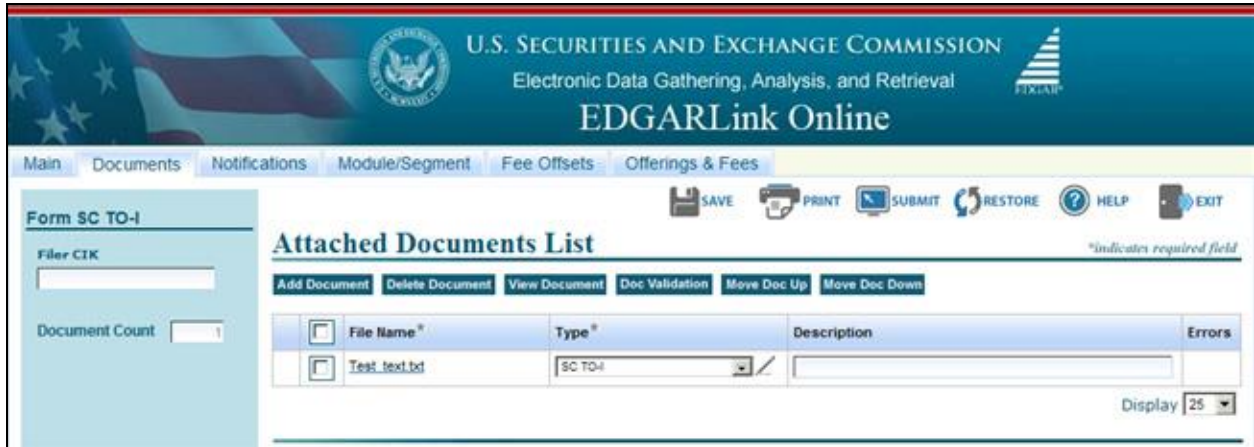 U.S. SECURITIES AND EXCHANGE COMMISSION
Electronic Data Gathering, Analysis, and Retrieval
EDGAR
EDGARLink Online
Main Documents Notifications Module/Segment Fee Offsets Offerings & Fees
SAVE PRINT SUBMIT RESTORE HELP EXIT
Form SC TO-I
Attached Documents List
*indicates required field
Filer CIK
Add Document Delete Document View Document Doc Validation Move Doc Up Move Doc Down
Document Count 1
File Name* Type* Description Errors
Test_text.txt SC TO-I
Display 25